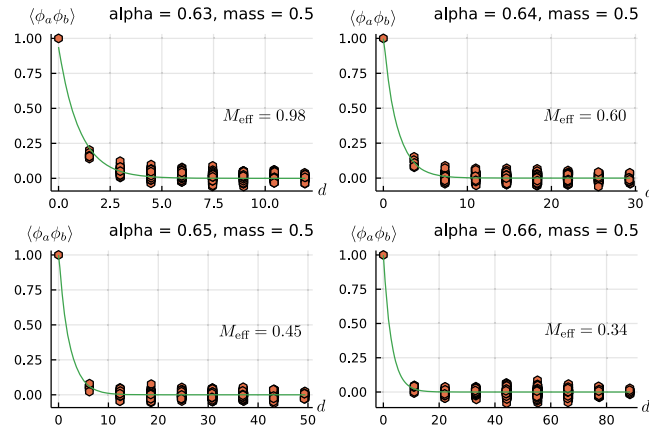 ⟨ϕaϕb⟩ alpha = 0.63, mass = 0.5
1.00
0.75
0.50
0.25
0.00
Meff = 0.98
0.0 2.5 5.0 7.5 10.0 d
⟨ϕaϕb⟩ alpha = 0.64, mass = 0.5
1.00
0.75
0.50
0.25
0.00
Meff = 0.60
0 10 20 30 d
⟨ϕaϕb⟩ alpha = 0.65, mass = 0.5
1.00
0.75
0.50
0.25
0.00
Meff = 0.45
0 10 20 30 40 50 d
⟨ϕaϕb⟩ alpha = 0.66, mass = 0.5
1.00
0.75
0.50
0.25
0.00
Meff = 0.34
0 20 40 60 80 d